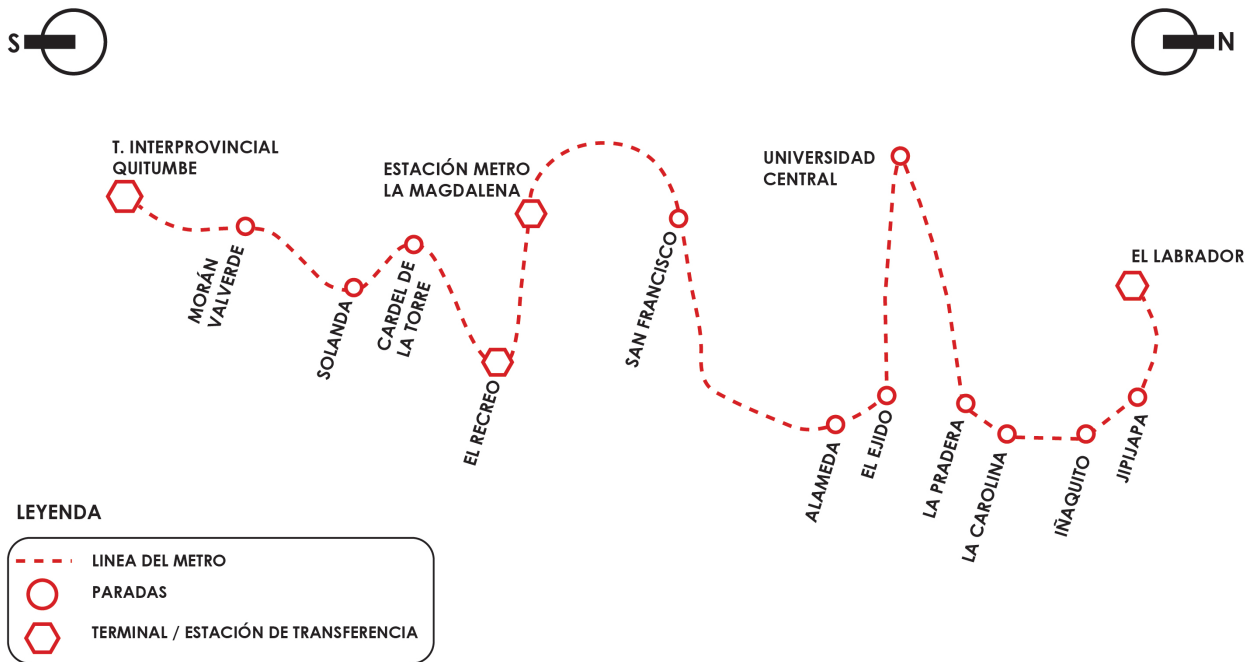 S
N
T. INTERPROVINCIAL
QUITUMBE
MORÁN
VALVERDE
SOLANDA
CARDEL DE
LA TORRE
EL RECREO
ESTACIÓN METRO
LA MAGDALENA
SAN FRANCISCO
ALAMEDA
EL EJIDO
UNIVERSIDAD
CENTRAL
LA PRADERA
LA CAROLINA
IÑAQUITO
JIPIJAPA
EL LABRADOR
LEYENDA
LINEA DEL METRO
PARADAS
TERMINAL / ESTACIÓN DE TRANSFERENCIA